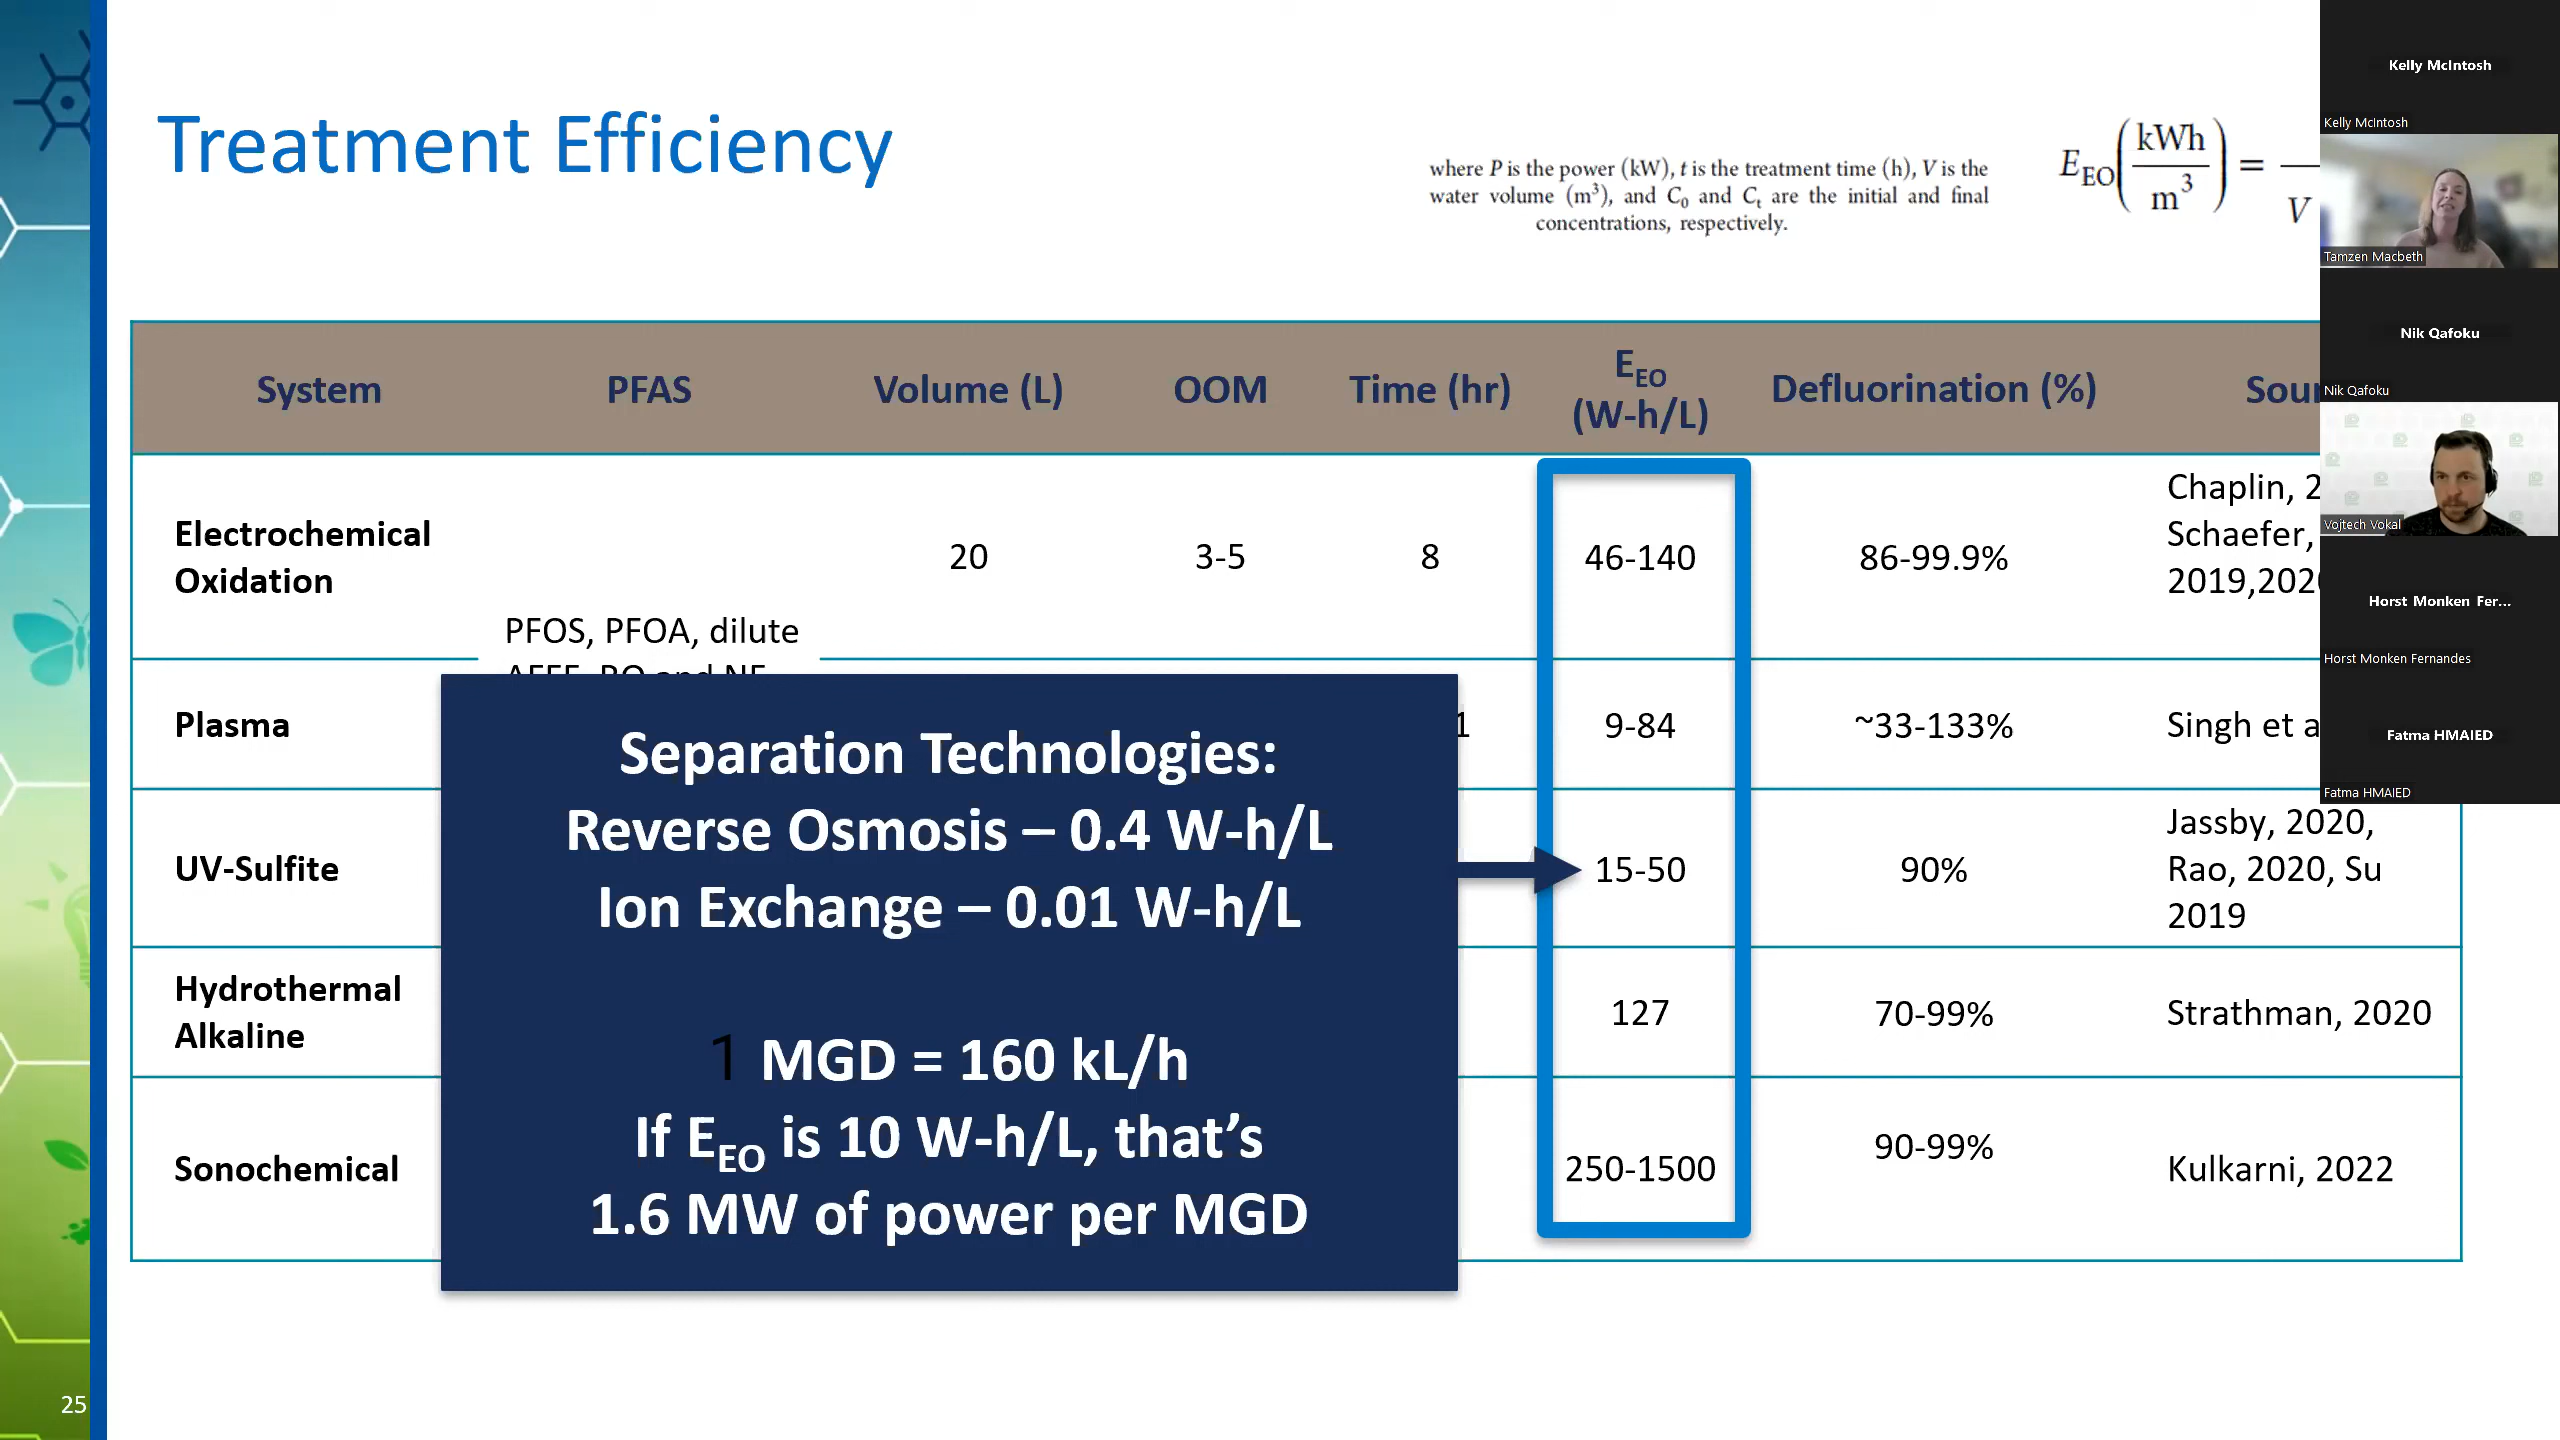 Treatment Efficiency
where P is the power (kW), t is the treatment time (h), V is the
water volume (m³), and C₀ and Cₜ are the initial and final
concentrations, respectively.
E_EO (kWh/m³) =
V
System PFAS Volume (L) OOM Time (hr) E_EO (W-h/L) Defluorination (%)
Electrochemical
Oxidation
20 3-5 8 46-140 86-99.9%
Chaplin,
Schaefer,
PFOS, PFOA, dilute
Plasma 9-84 ~33-133% Singh et
UV-Sulfite 15-50 90%
Jassby, 2020,
Rao, 2020, Su
2019
Hydrothermal
Alkaline
127 70-99% Strathman, 2020
Sonochemical 250-1500 90-99% Kulkarni, 2022
Separation Technologies:
Reverse Osmosis – 0.4 W-h/L
Ion Exchange – 0.01 W-h/L
1 MGD = 160 kL/h
If E_EO is 10 W-h/L, that’s
1.6 MW of power per MGD
25
Kelly McIntosh
Kelly McIntosh
Tamzen Macbeth
Nik Qafoku
Nik Qafoku
Vojtech Vokal
Horst Monken Fer...
Horst Monken Fernandes
Fatma HMAIED
Fatma HMAIED